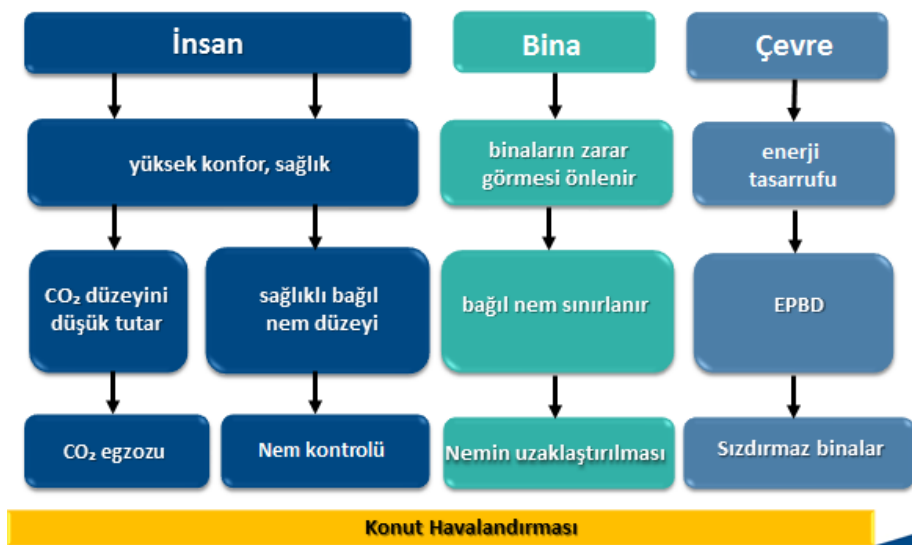 İnsan
Bina
Çevre
yüksek konfor, sağlık
binaların zarar
görmesi önlenir
enerji
tasarrufu
CO₂ düzeyini
düşük tutar
sağlıklı bağıl
nem düzeyi
bağıl nem sınırlanır
EPBD
CO₂ egzozu
Nem kontrolü
Nemin uzaklaştırılması
Sızdırmaz binalar
Konut Havalandırması